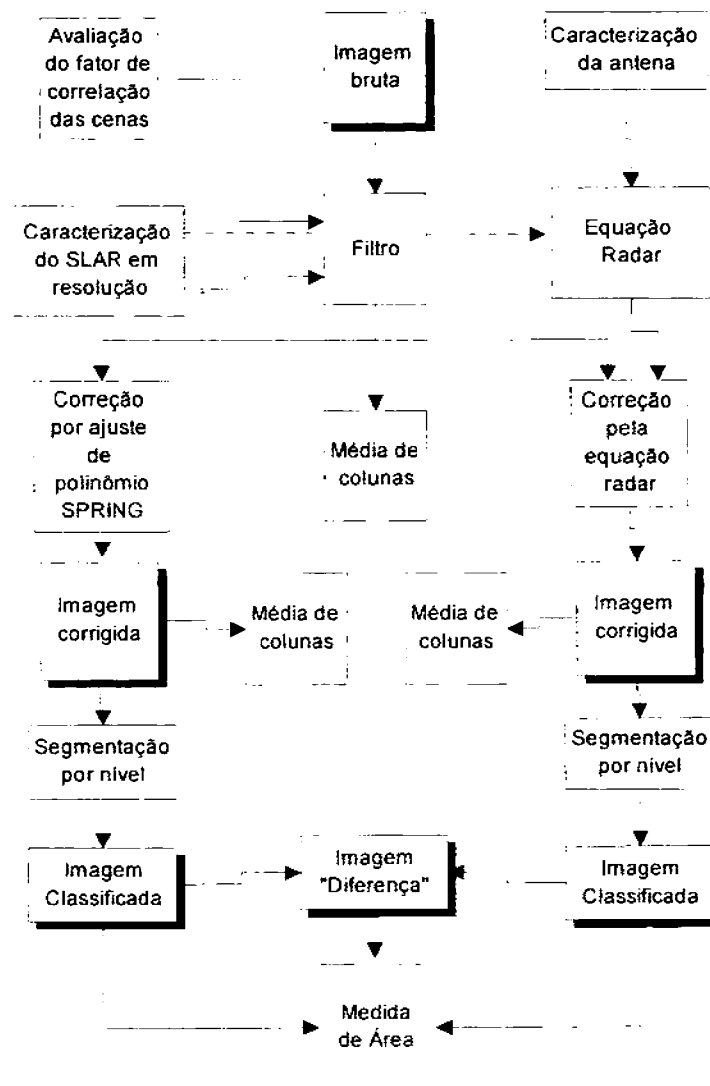 Avaliação
do fator de
correlação
das cenas
Imagem
bruta
Caracterização
da antena
Caracterização
do SLAR em
resolução
Filtro
Equação
Radar
Correção
por ajuste
de
polinômio
SPRING
Média de
colunas
Correção
pela
equação
radar
Imagem
corrigida
Média de
colunas
Média de
colunas
Imagem
corrigida
Segmentação
por nível
Segmentação
por nível
Imagem
Classificada
Imagem
"Diferença"
Imagem
Classificada
Medida
de Área